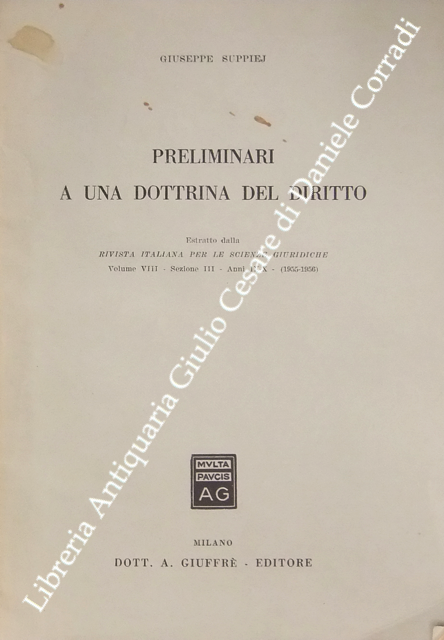 GIUSEPPE SUPPIEJ
PRELIMINARI
A UNA DOTTRINA DEL DIRITTO
Estratto dalla
RIVISTA ITALIANA PER LE SCIENZE GIURIDICHE
Volume VIII - Sezione III - Anni X - (1955-1956)
MVLTA
PAVCIS
AG
MILANO
DOTT. A. GIUFFRÈ - EDITORE
Libreria Antiquaria Giulio Cesare di Daniele Corradi